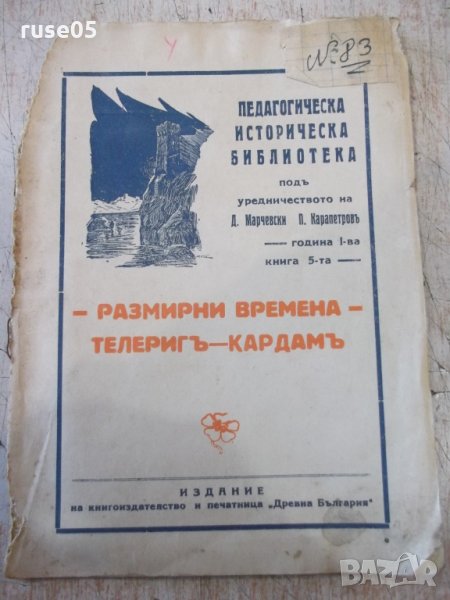 ruse05
№83
ПЕДАГОГИЧЕСКА
ИСТОРИЧЕСКА
БИБЛИОТЕКА
подъ
уредничеството на
Д. Марчевски П. Карапетровъ
— година I-ва
книга 5-та —
– РАЗМИРНИ ВРЕМЕНА –
ТЕЛЕРИГЪ—КАРДАМЪ
ИЗДАНИЕ
на книгоиздателство и печатница „Древна България"
BAZAR